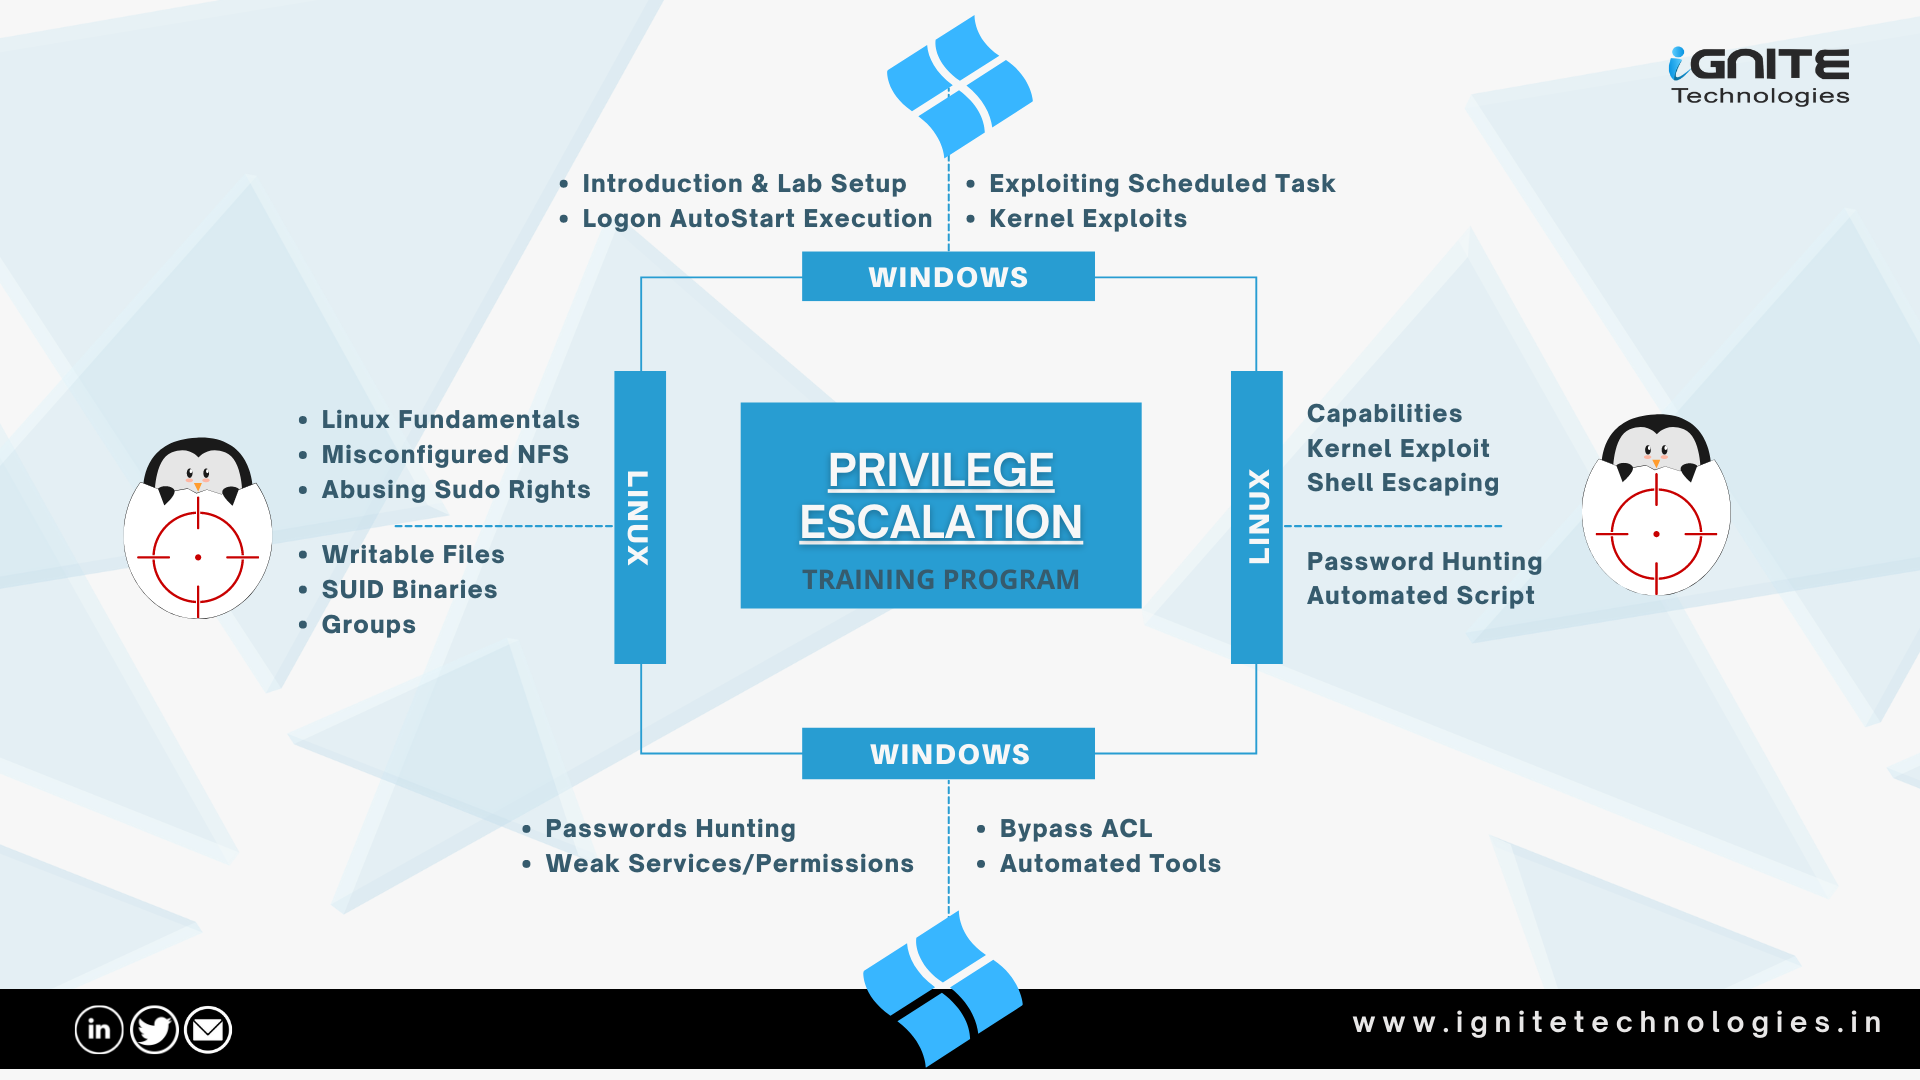 iGNITE
Technologies
Introduction & Lab Setup
Logon AutoStart Execution
Exploiting Scheduled Task
Kernel Exploits
WINDOWS
Linux Fundamentals
Misconfigured NFS
Abusing Sudo Rights
Writable Files
SUID Binaries
Groups
LINUX
PRIVILEGE
ESCALATION
TRAINING PROGRAM
LINUX
Capabilities
Kernel Exploit
Shell Escaping
Password Hunting
Automated Script
WINDOWS
Passwords Hunting
Weak Services/Permissions
Bypass ACL
Automated Tools
in
www.ignitetechnologies.in